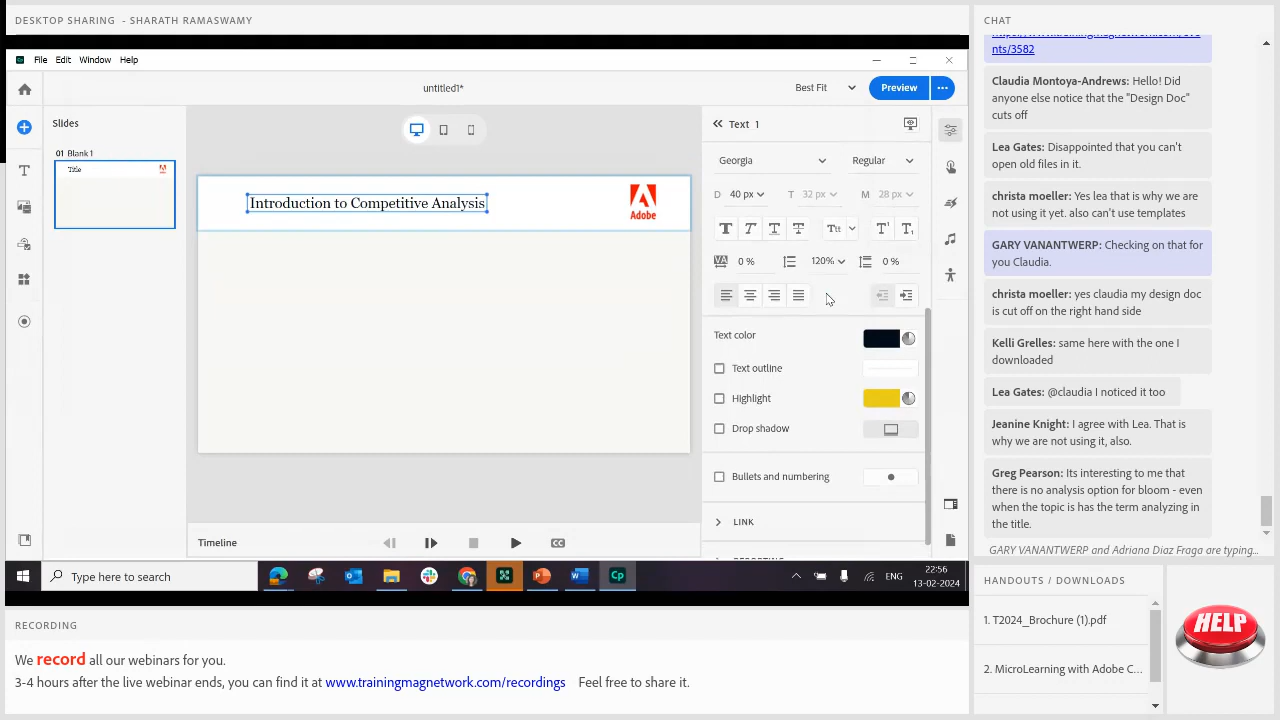 DESKTOP SHARING - SHARATH RAMASWAMY
File Edit Window Help
untitled1*
Best Fit
Preview
Slides
01 Blank 1
Title
Introduction to Competitive Analysis
Adobe
Text 1
Georgia
Regular
D 40 px T 32 px M 28 px
0 % 120% 0 %
Text color
Text outline
Highlight
Drop shadow
Bullets and numbering
LINK
Timeline
Type here to search
ENG
22:56
13-02-2024
RECORDING
We record all our webinars for you.
3-4 hours after the live webinar ends, you can find it at www.trainingmagnetwork.com/recordings Feel free to share it.
CHAT
nts/3582
Claudia Montoya-Andrews: Hello! Did
anyone else notice that the "Design Doc"
cuts off
Lea Gates: Disappointed that you can't
open old files in it.
christa moeller: yes lea that is why we are
not using it yet. also can't use templates
GARY VANANTWERP: Checking on that for
you Claudia.
christa moeller: yes claudia my design doc
is cut off on the right hand side
Kelli Grelles: same here with the one I
downloaded
Lea Gates: @claudia I noticed it too
Jeanine Knight: I agree with Lea. That is
why we are not using it, also.
Greg Pearson: Its interesting to me that
there is no analysis option for bloom - even
when the topic is has the term analyzing in
the title.
GARY VANANTWERP and Adriana Diaz Fraga are typing...
HANDOUTS / DOWNLOADS
1. T2024_Brochure (1).pdf
2. MicroLearning with Adobe C...
HELP